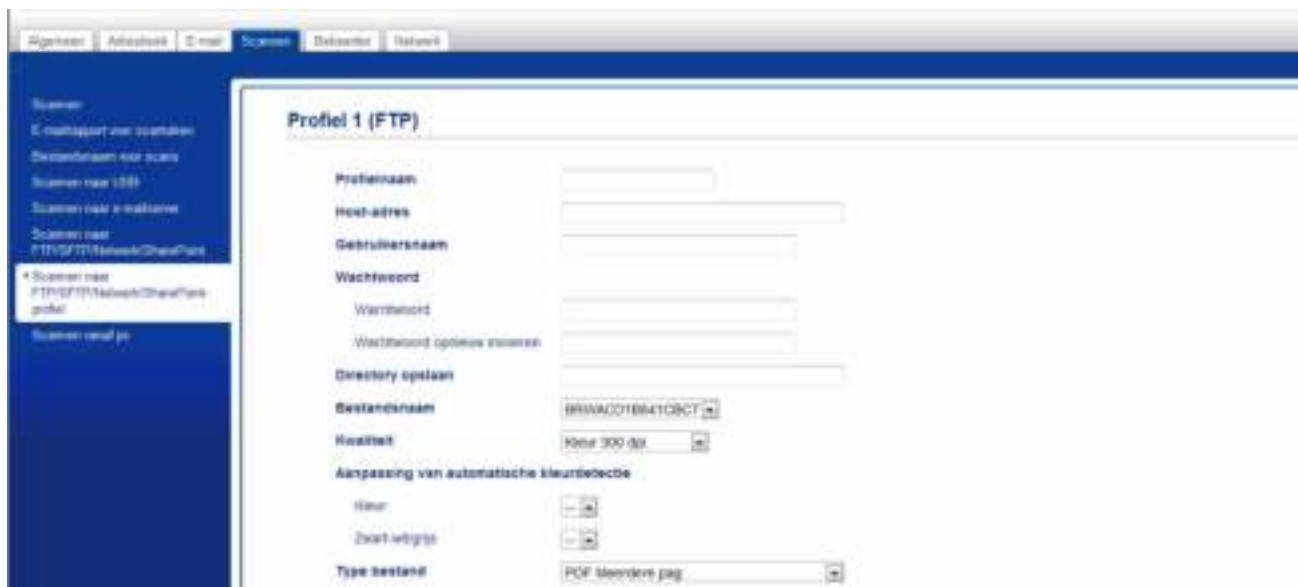 Algemeen Adresboek E-mail Scannen Beheerder Netwerk
Scannen
E-mailrapport voor scantaken
Bestandsnaam voor scans
Scannen naar USB
Scannen naar e-mailserver
Scannen naar
FTP/SFTP/Netwerk/SharePoint
Scannen naar
FTP/SFTP/Netwerk/SharePoint-
profiel
Scannen vanaf pc
Profiel 1 (FTP)
Profielnaam
Host-adres
Gebruikersnaam
Wachtwoord
Wachtwoord
Wachtwoord opnieuw invoeren
Directory opslaan
Bestandsnaam
Kwaliteit Kleur 300 dpi
Aanpassing van automatische kleurdetectie
Kleur --
Zwart-wit/grijs --
Type bestand PDF Meerdere pag.